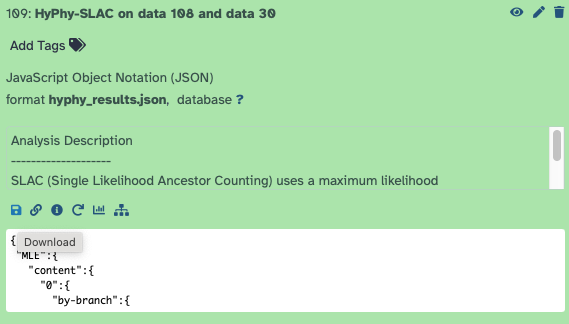 109: HyPhy-SLAC on data 108 and data 30
Add Tags
JavaScript Object Notation (JSON)
format hyphy_results.json, database ?
Analysis Description
--------------------
SLAC (Single Likelihood Ancestor Counting) uses a maximum likelihood
{
Download
"MLE":{
"content":{
"0":{
"by-branch":{